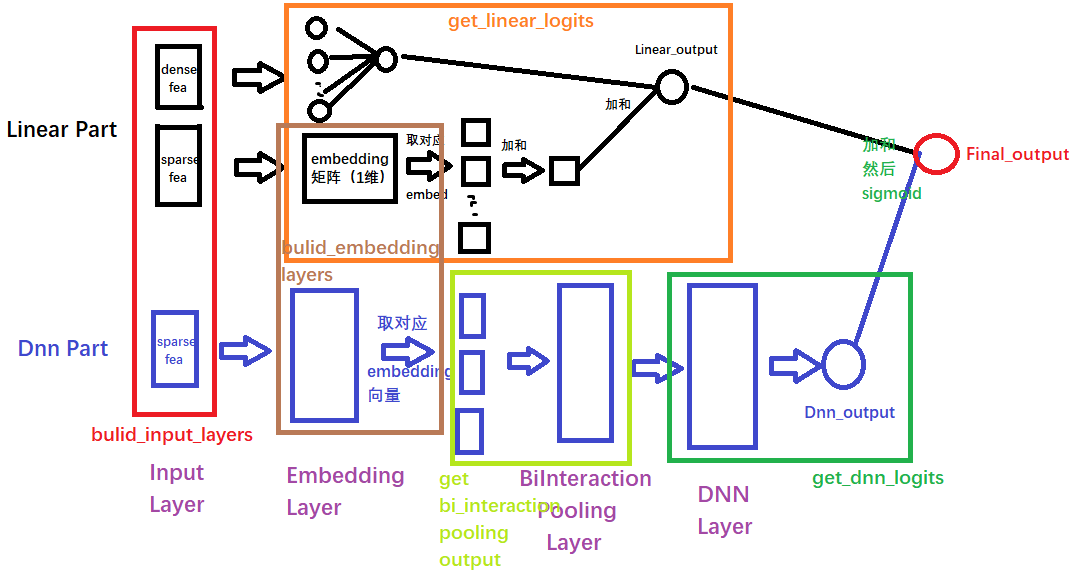 get_linear_logits
Linear_output
dense
fea
Linear Part
加和
取对应
加和
sparse
fea
embedding
矩阵（1维）
embed
加和
然后
sigmoid
Final_output
bulid_embedding
layers
Dnn Part
sparse
fea
取对应
embedding
向量
Dnn_output
bulid_input_layers
Input
Layer
Embedding
Layer
get
bi_interaction
pooling
output
BiInteraction
Pooling
Layer
DNN
Layer
get_dnn_logits